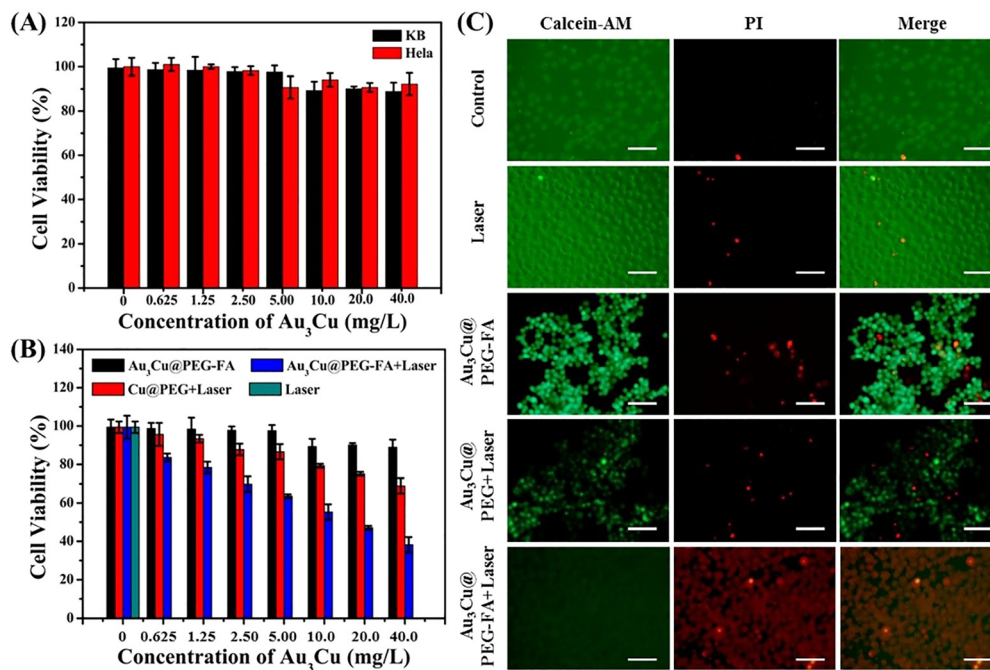 (A)
120
100
80
60
40
20
0
Cell Viability (%)
KB
Hela
0 0.625 1.25 2.50 5.00 10.0 20.0 40.0
Concentration of Au₃Cu (mg/L)
(B)
140
120
100
80
60
40
20
0
Cell Viability (%)
Au₃Cu@PEG-FA Au₃Cu@PEG-FA+Laser
Cu@PEG+Laser Laser
0 0.625 1.25 2.50 5.00 10.0 20.0 40.0
Concentration of Au₃Cu (mg/L)
(C)
Calcein-AM PI Merge
Control
Laser
Au₃Cu@
PEG-FA
Au₃Cu@
PEG+Laser
Au₃Cu@
PEG-FA+Laser